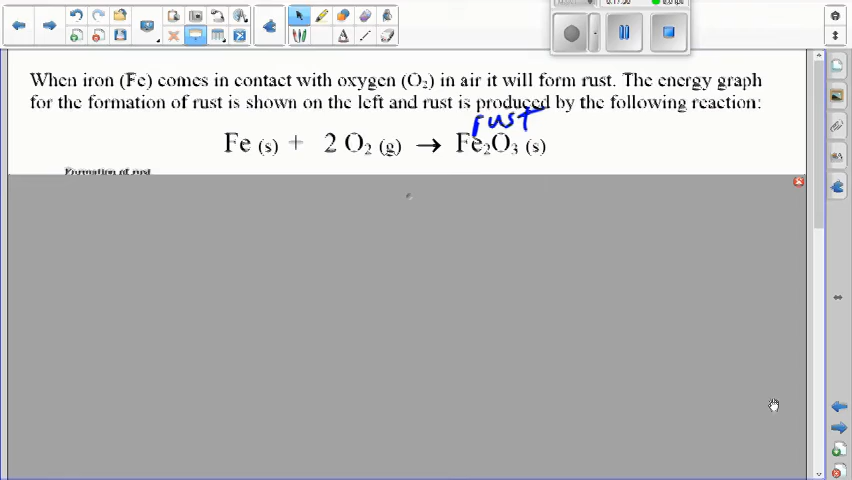 When iron (Fe) comes in contact with oxygen (O₂) in air it will form rust. The energy graph
for the formation of rust is shown on the left and rust is produced by the following reaction:
rust
Fe (s) + 2 O₂ (g) → Fe₂O₃ (s)
Formation of rust